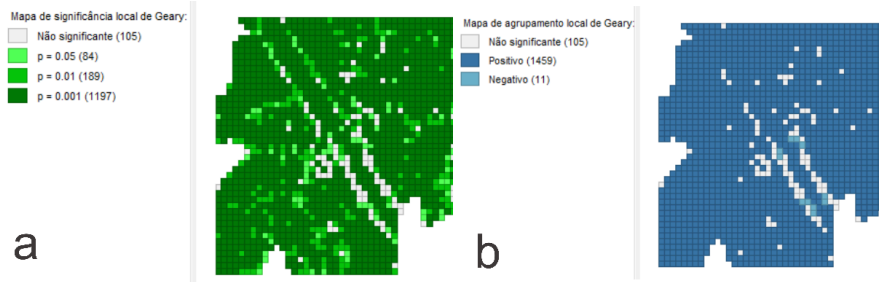 Mapa de significância local de Geary:
Não significante (105)
p = 0.05 (84)
p = 0.01 (189)
p = 0.001 (1197)
a
Mapa de agrupamento local de Geary:
Não significante (105)
Positivo (1459)
Negativo (11)
b